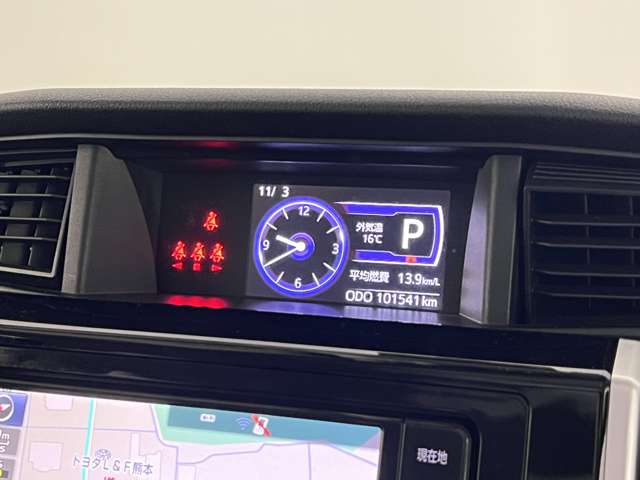 11/ 3
12
9
3
6
外気温
16℃
P
平均燃費 13.9km/L
ODO 101541km
トヨタL&F熊本
現在地